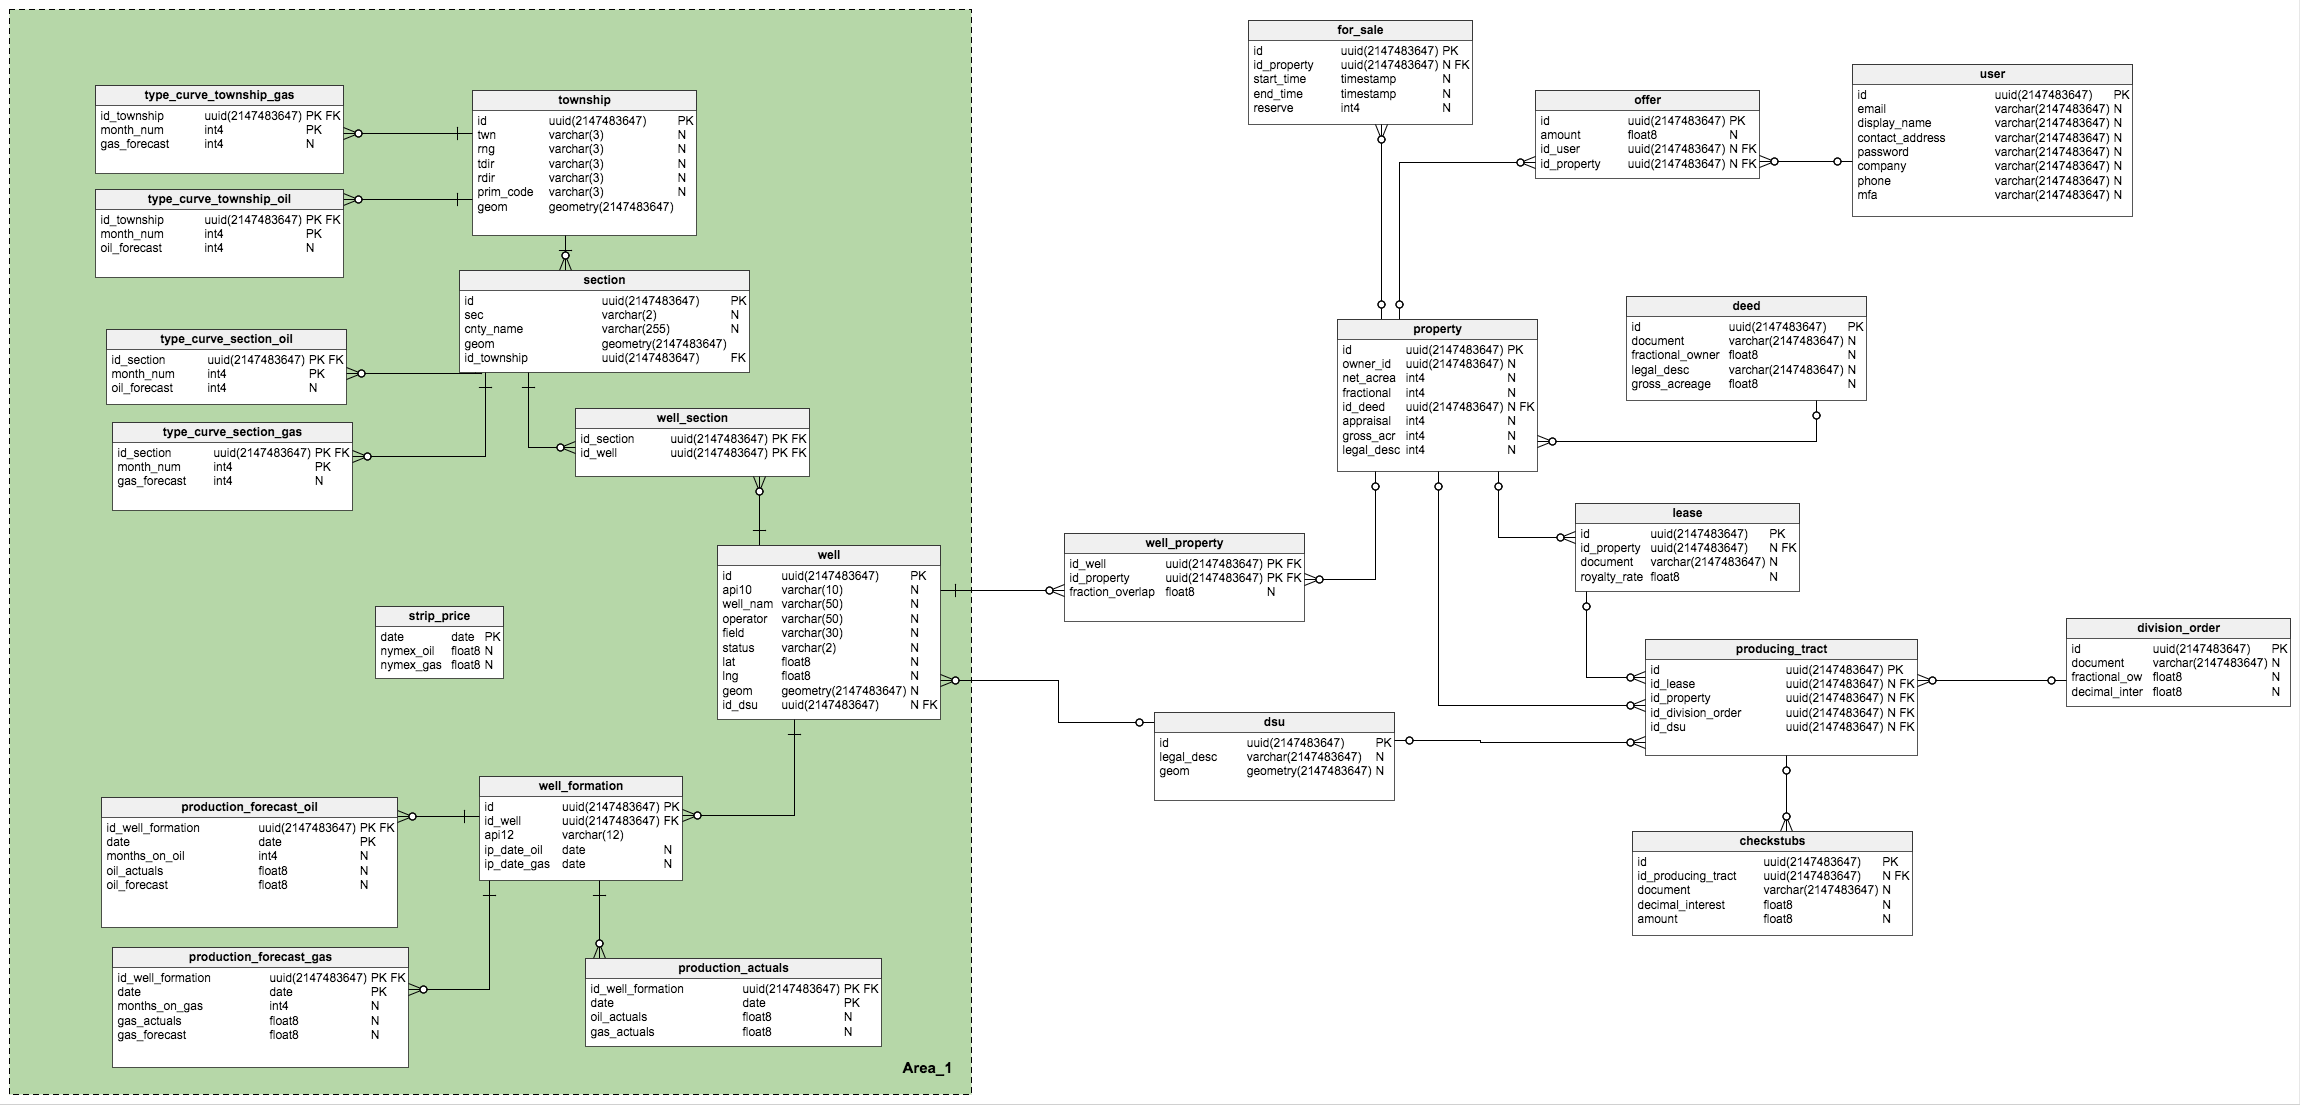 type_curve_township_gas
id_township uuid(2147483647) PK FK
month_num int4 PK
gas_forecast int4 N
type_curve_township_oil
id_township uuid(2147483647) PK FK
month_num int4 PK
oil_forecast int4 N
township
id uuid(2147483647) PK
twn varchar(3) N
rng varchar(3) N
tdir varchar(3) N
rdir varchar(3) N
prim_code varchar(3) N
geom geometry(2147483647)
section
id uuid(2147483647) PK
sec varchar(2) N
cnty_name varchar(255) N
geom geometry(2147483647)
id_township uuid(2147483647) FK
type_curve_section_oil
id_section uuid(2147483647) PK FK
month_num int4 PK
oil_forecast int4 N
type_curve_section_gas
id_section uuid(2147483647) PK FK
month_num int4 PK
gas_forecast int4 N
well_section
id_section uuid(2147483647) PK FK
id_well uuid(2147483647) PK FK
well
id uuid(2147483647) PK
api10 varchar(10) N
well_nam varchar(50) N
operator varchar(50) N
field varchar(30) N
status varchar(2) N
lat float8 N
lng float8 N
geom geometry(2147483647) N
id_dsu uuid(2147483647) N FK
strip_price
date date PK
nymex_oil float8 N
nymex_gas float8 N
well_formation
id uuid(2147483647) PK
id_well uuid(2147483647) FK
api12 varchar(12)
ip_date_oil date N
ip_date_gas date N
production_forecast_oil
id_well_formation uuid(2147483647) PK FK
date date PK
months_on_oil int4 N
oil_actuals float8 N
oil_forecast float8 N
production_forecast_gas
id_well_formation uuid(2147483647) PK FK
date date PK
months_on_gas int4 N
gas_actuals float8 N
gas_forecast float8 N
production_actuals
id_well_formation uuid(2147483647) PK FK
date date PK
oil_actuals float8 N
gas_actuals float8 N
Area_1
for_sale
id uuid(2147483647) PK
id_property uuid(2147483647) N FK
start_time timestamp N
end_time timestamp N
reserve int4 N
offer
id uuid(2147483647) PK
amount float8 N
id_user uuid(2147483647) N FK
id_property uuid(2147483647) N FK
user
id uuid(2147483647) PK
email varchar(2147483647) N
display_name varchar(2147483647) N
contact_address varchar(2147483647) N
password varchar(2147483647) N
company varchar(2147483647) N
phone varchar(2147483647) N
mfa varchar(2147483647) N
property
id uuid(2147483647) PK
owner_id uuid(2147483647) N
net_acrea int4 N
fractional int4 N
id_deed uuid(2147483647) N FK
appraisal int4 N
gross_acr int4 N
legal_desc int4 N
deed
id uuid(2147483647) PK
document varchar(2147483647) N
fractional_owner float8 N
legal_desc varchar(2147483647) N
gross_acreage float8 N
lease
id uuid(2147483647) PK
id_property uuid(2147483647) N FK
document varchar(2147483647) N
royalty_rate float8 N
well_property
id_well uuid(2147483647) PK FK
id_property uuid(2147483647) PK FK
fraction_overlap float8 N
dsu
id uuid(2147483647) PK
legal_desc varchar(2147483647) N
geom geometry(2147483647) N
producing_tract
id uuid(2147483647) PK
id_lease uuid(2147483647) N FK
id_property uuid(2147483647) N FK
id_division_order uuid(2147483647) N FK
id_dsu uuid(2147483647) N FK
division_order
id uuid(2147483647) PK
document varchar(2147483647) N
fractional_ow float8 N
decimal_inter float8 N
checkstubs
id uuid(2147483647) PK
id_producing_tract uuid(2147483647) N FK
document varchar(2147483647) N
decimal_interest float8 N
amount float8 N